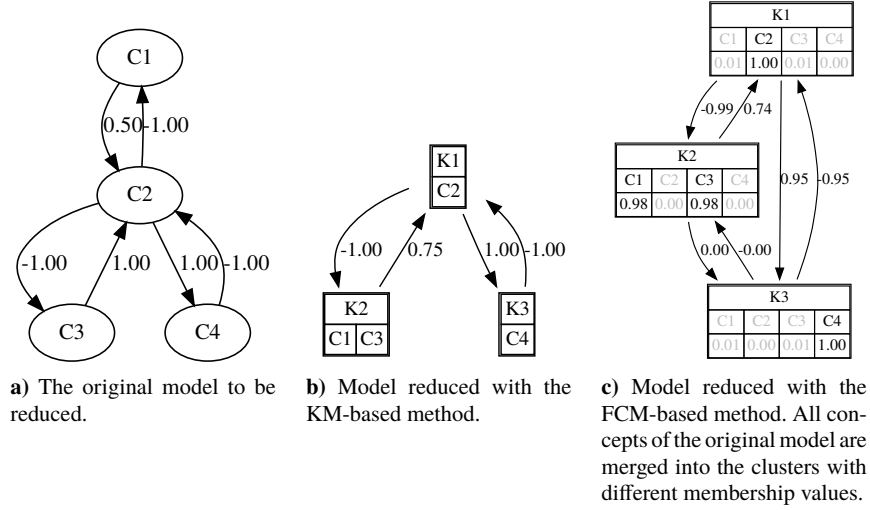 C1
0.50 -1.00
C2
-1.00 1.00 1.00 -1.00
C3 C4
a) The original model to be
reduced.
K1
C2
-1.00 0.75 1.00 -1.00
K2
C1 C3
K3
C4
b) Model reduced with the
KM-based method.
K1
C1 C2 C3 C4
0.01 1.00 0.01 0.00
-0.99 0.74
K2
C1 C2 C3 C4
0.98 0.00 0.98 0.00
0.95 -0.95
0.00 -0.00
K3
C1 C2 C3 C4
0.01 0.00 0.01 1.00
c) Model reduced with the
FCM-based method. All con-
cepts of the original model are
merged into the clusters with
different membership values.